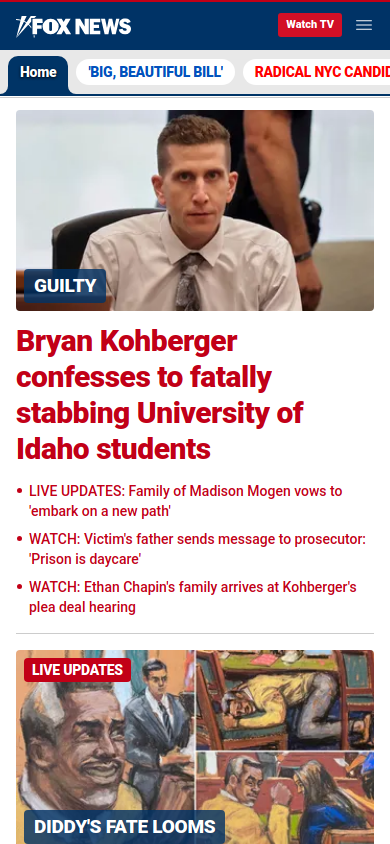 FOX NEWS
Watch TV
Home
'BIG, BEAUTIFUL BILL'
RADICAL NYC CANDID
GUILTY
Bryan Kohberger
confesses to fatally
stabbing University of
Idaho students
LIVE UPDATES: Family of Madison Mogen vows to
'embark on a new path'
WATCH: Victim's father sends message to prosecutor:
'Prison is daycare'
WATCH: Ethan Chapin's family arrives at Kohberger's
plea deal hearing
LIVE UPDATES
DIDDY'S FATE LOOMS